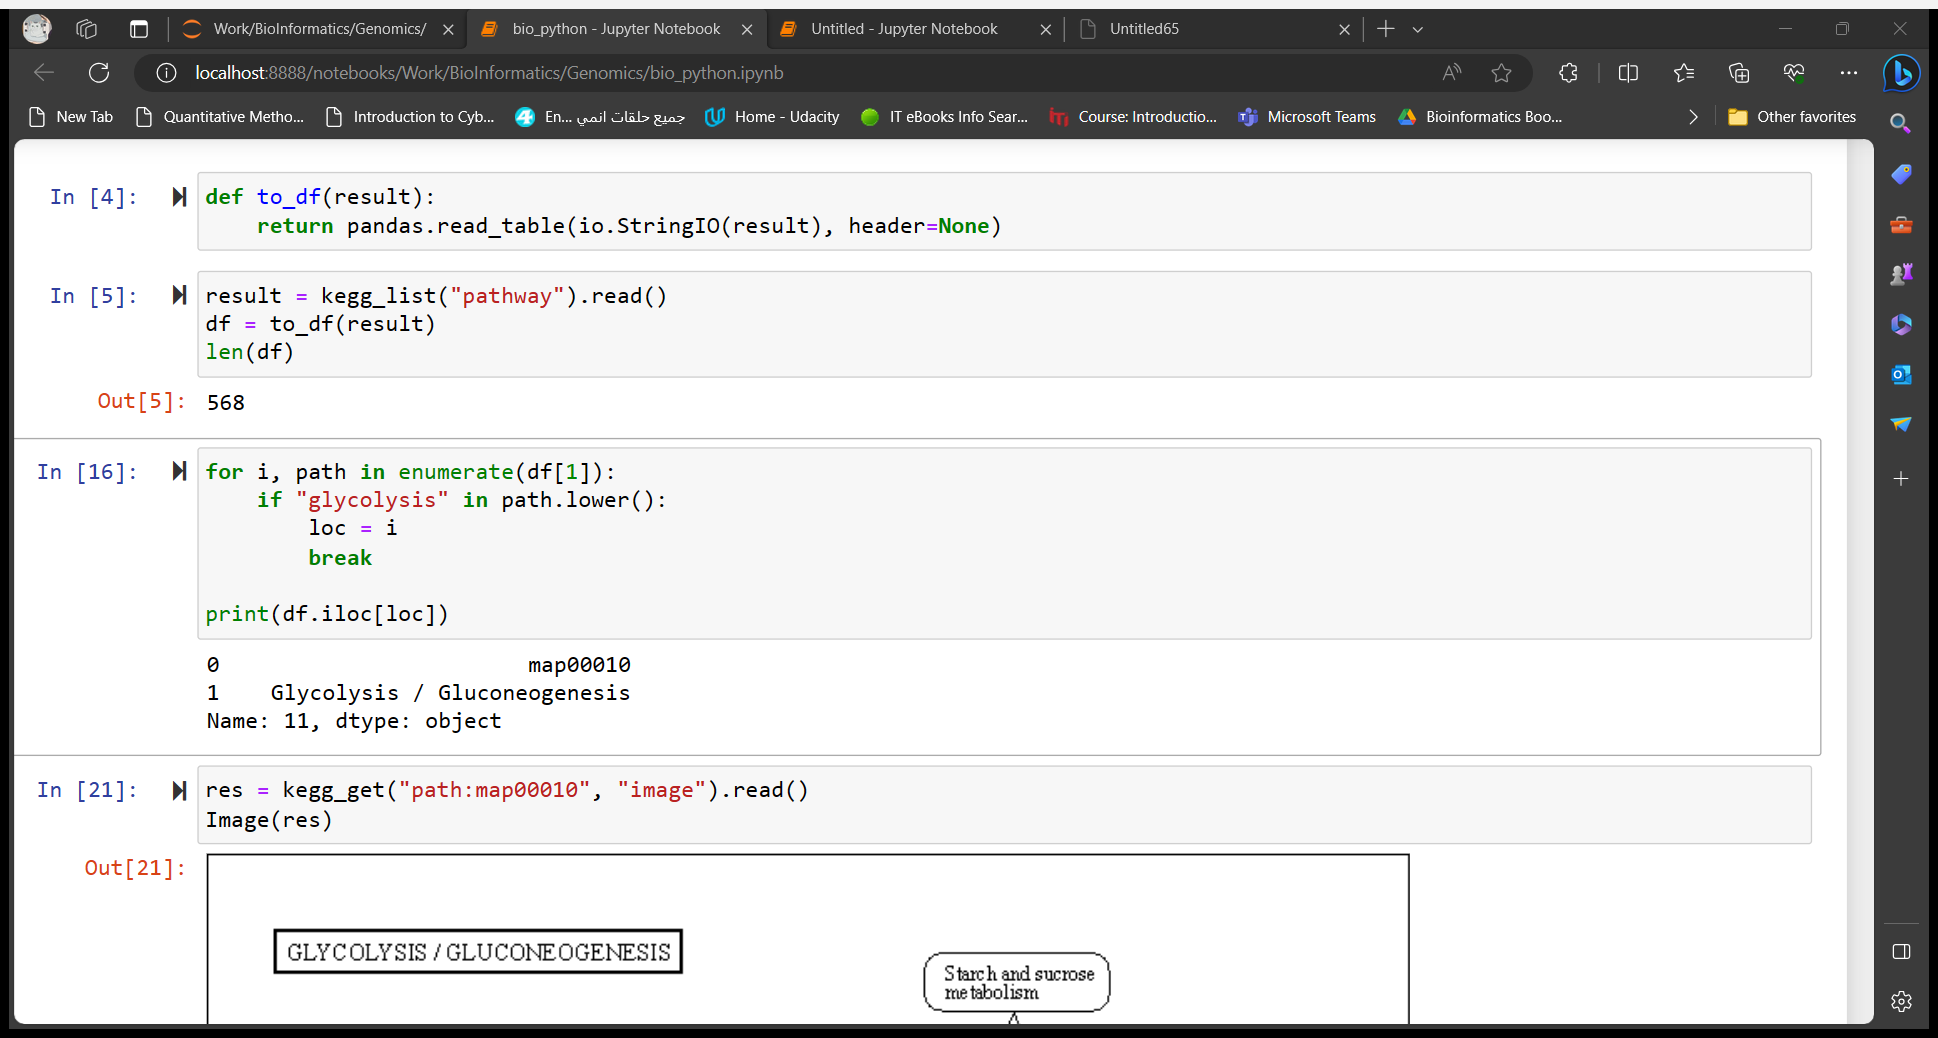 Work/BioInformatics/Genomics/
bio_python - Jupyter Notebook
Untitled - Jupyter Notebook
Untitled65
localhost:8888/notebooks/Work/BioInformatics/Genomics/bio_python.ipynb
New Tab
Quantitative Metho...
Introduction to Cyb...
En... جميع حلقات انمي
Home - Udacity
IT eBooks Info Sear...
Course: Introductio...
Microsoft Teams
Bioinformatics Boo...
Other favorites
In [4]:
def to_df(result):
    return pandas.read_table(io.StringIO(result), header=None)
In [5]:
result = kegg_list("pathway").read()
df = to_df(result)
len(df)
Out[5]:
568
In [16]:
for i, path in enumerate(df[1]):
    if "glycolysis" in path.lower():
        loc = i
        break
print(df.iloc[loc])
0                        map00010
1    Glycolysis / Gluconeogenesis
Name: 11, dtype: object
In [21]:
res = kegg_get("path:map00010", "image").read()
Image(res)
Out[21]:
GLYCOLYSIS / GLUCONEOGENESIS
Starch and sucrose
metabolism